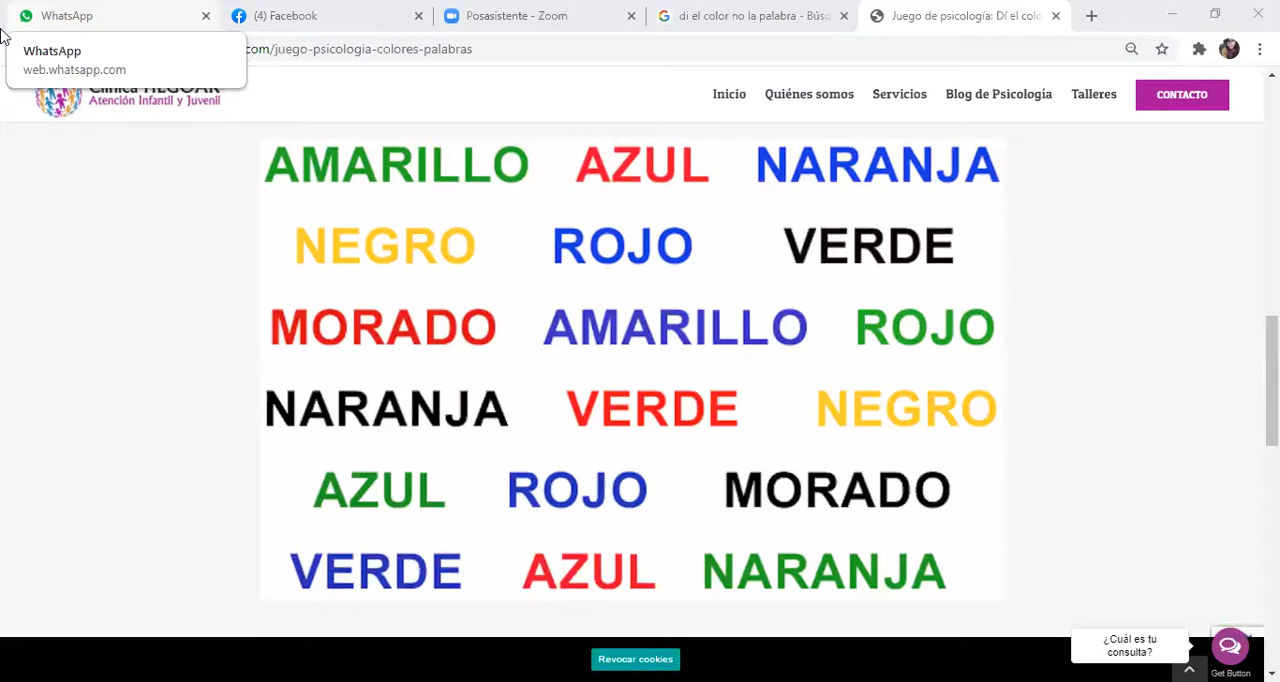 WhatsApp (4) Facebook Posasistente - Zoom di el color no la palabra - Bús Juego de psicología: Dí el colo
WhatsApp
web.whatsapp.com
com/juego-psicologia-colores-palabras
Clínica HEGOAK
Atención Infantil y Juvenil
Inicio Quiénes somos Servicios Blog de Psicología Talleres CONTACTO
AMARILLO AZUL NARANJA
NEGRO ROJO VERDE
MORADO AMARILLO ROJO
NARANJA VERDE NEGRO
AZUL ROJO MORADO
VERDE AZUL NARANJA
¿Cuál es tu
consulta?
Revocar cookies
Get Button